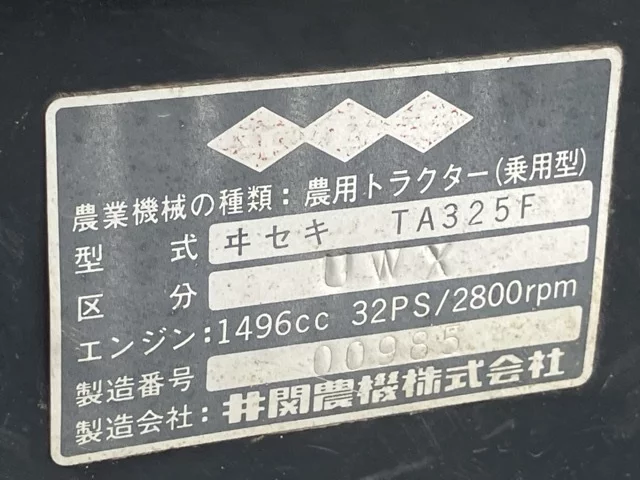 農業機械の種類：農用トラクター(乗用型)
型式 ヰセキ TA325F
区分 UWX
エンジン：1496cc 32PS/2800rpm
製造番号 00985
製造会社：井関農機株式会社